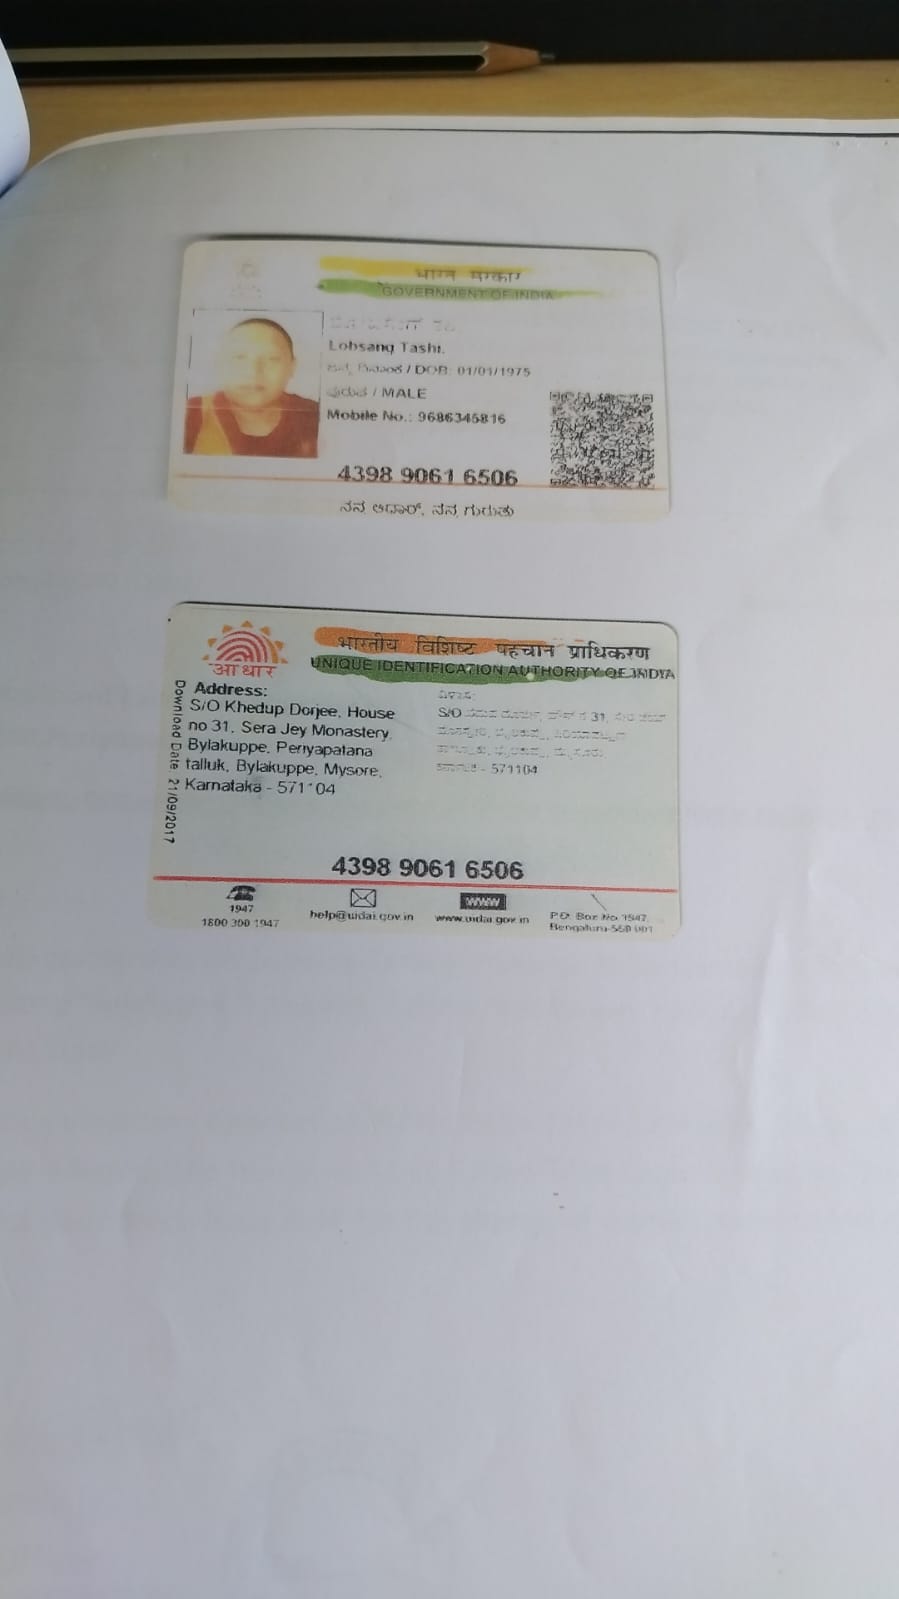 भारत सरकार
GOVERNMENT OF INDIA
Lobsang Tashi.
/ DOB: 01/01/1975
/ MALE
Mobile No.: 9686345816
4398 9061 6506
ನನ್ನ ಆಧಾರ್, ನನ್ನ ಗುರುತು
भारतीय विशिष्ट पहचान प्राधिकरण
UNIQUE IDENTIFICATION AUTHORITY OF INDIA
आधार
Download Date: 21/09/2017
Address:
S/O Khedup Dorjee, House
no 31, Sera Jey Monastery,
Bylakuppe, Periyapatana
talluk, Bylakuppe, Mysore,
Karnataka - 571104
S/O 31,
- 571104
4398 9061 6506
1947
1800 300 1947
help@uidai.gov.in
www
www.uidai.gov.in
P.O. Box No.1947,
Bengaluru-560 001